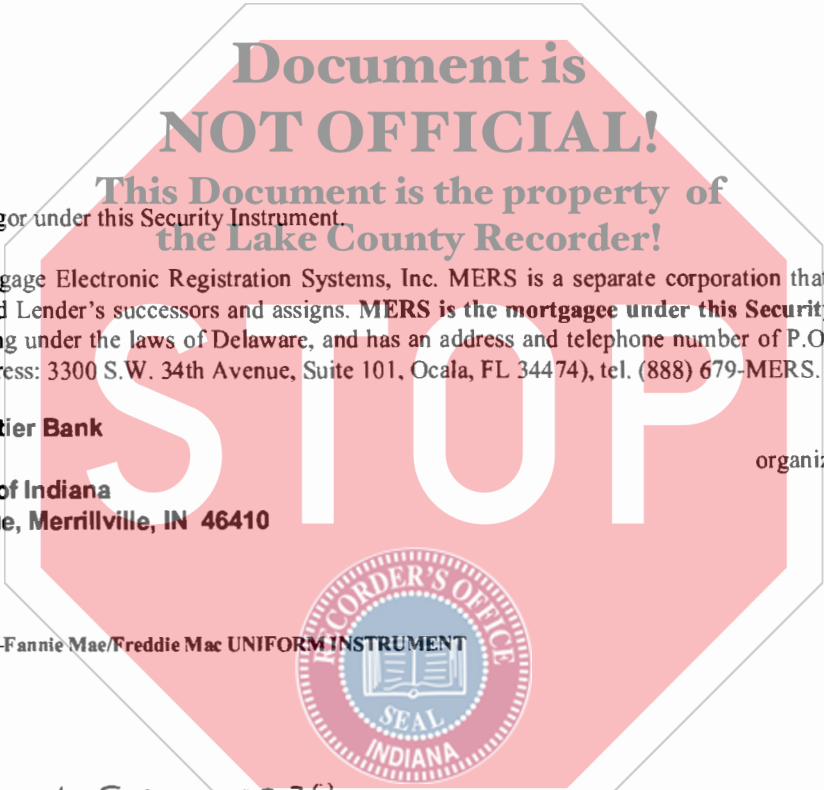 Document is
NOT OFFICIAL!
This Document is the property of
gor under this Security Instrument.
the Lake County Recorder!
gage Electronic Registration Systems, Inc. MERS is a separate corporation that
d Lender's successors and assigns. MERS is the mortgagee under this Security
ng under the laws of Delaware, and has an address and telephone number of P.O
ress: 3300 S.W. 34th Avenue, Suite 101, Ocala, FL 34474), tel. (888) 679-MERS.
STOP
tier Bank
organiz
of Indiana
e, Merrillville, IN 46410
-Fannie Mae/Freddie Mac UNIFORM INSTRUMENT
RECORDER'S OFFICE
SEAL
INDIANA